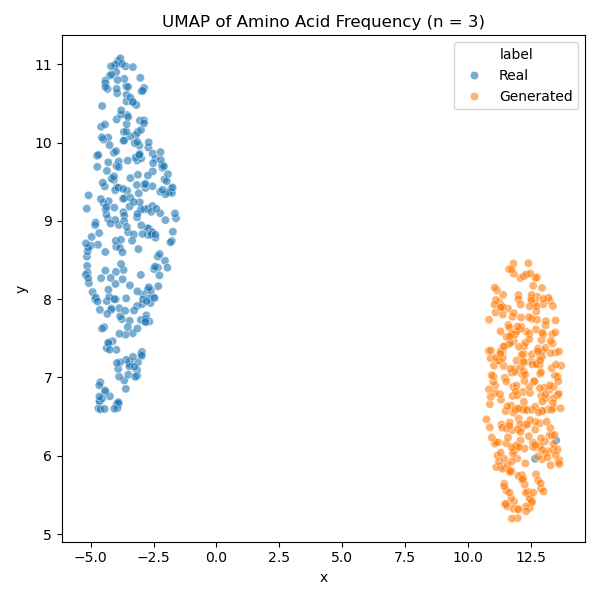 UMAP of Amino Acid Frequency (n = 3)
label
Real
Generated
11
10
9
8
7
6
5
y
−5.0 −2.5 0.0 2.5 5.0 7.5 10.0 12.5
x